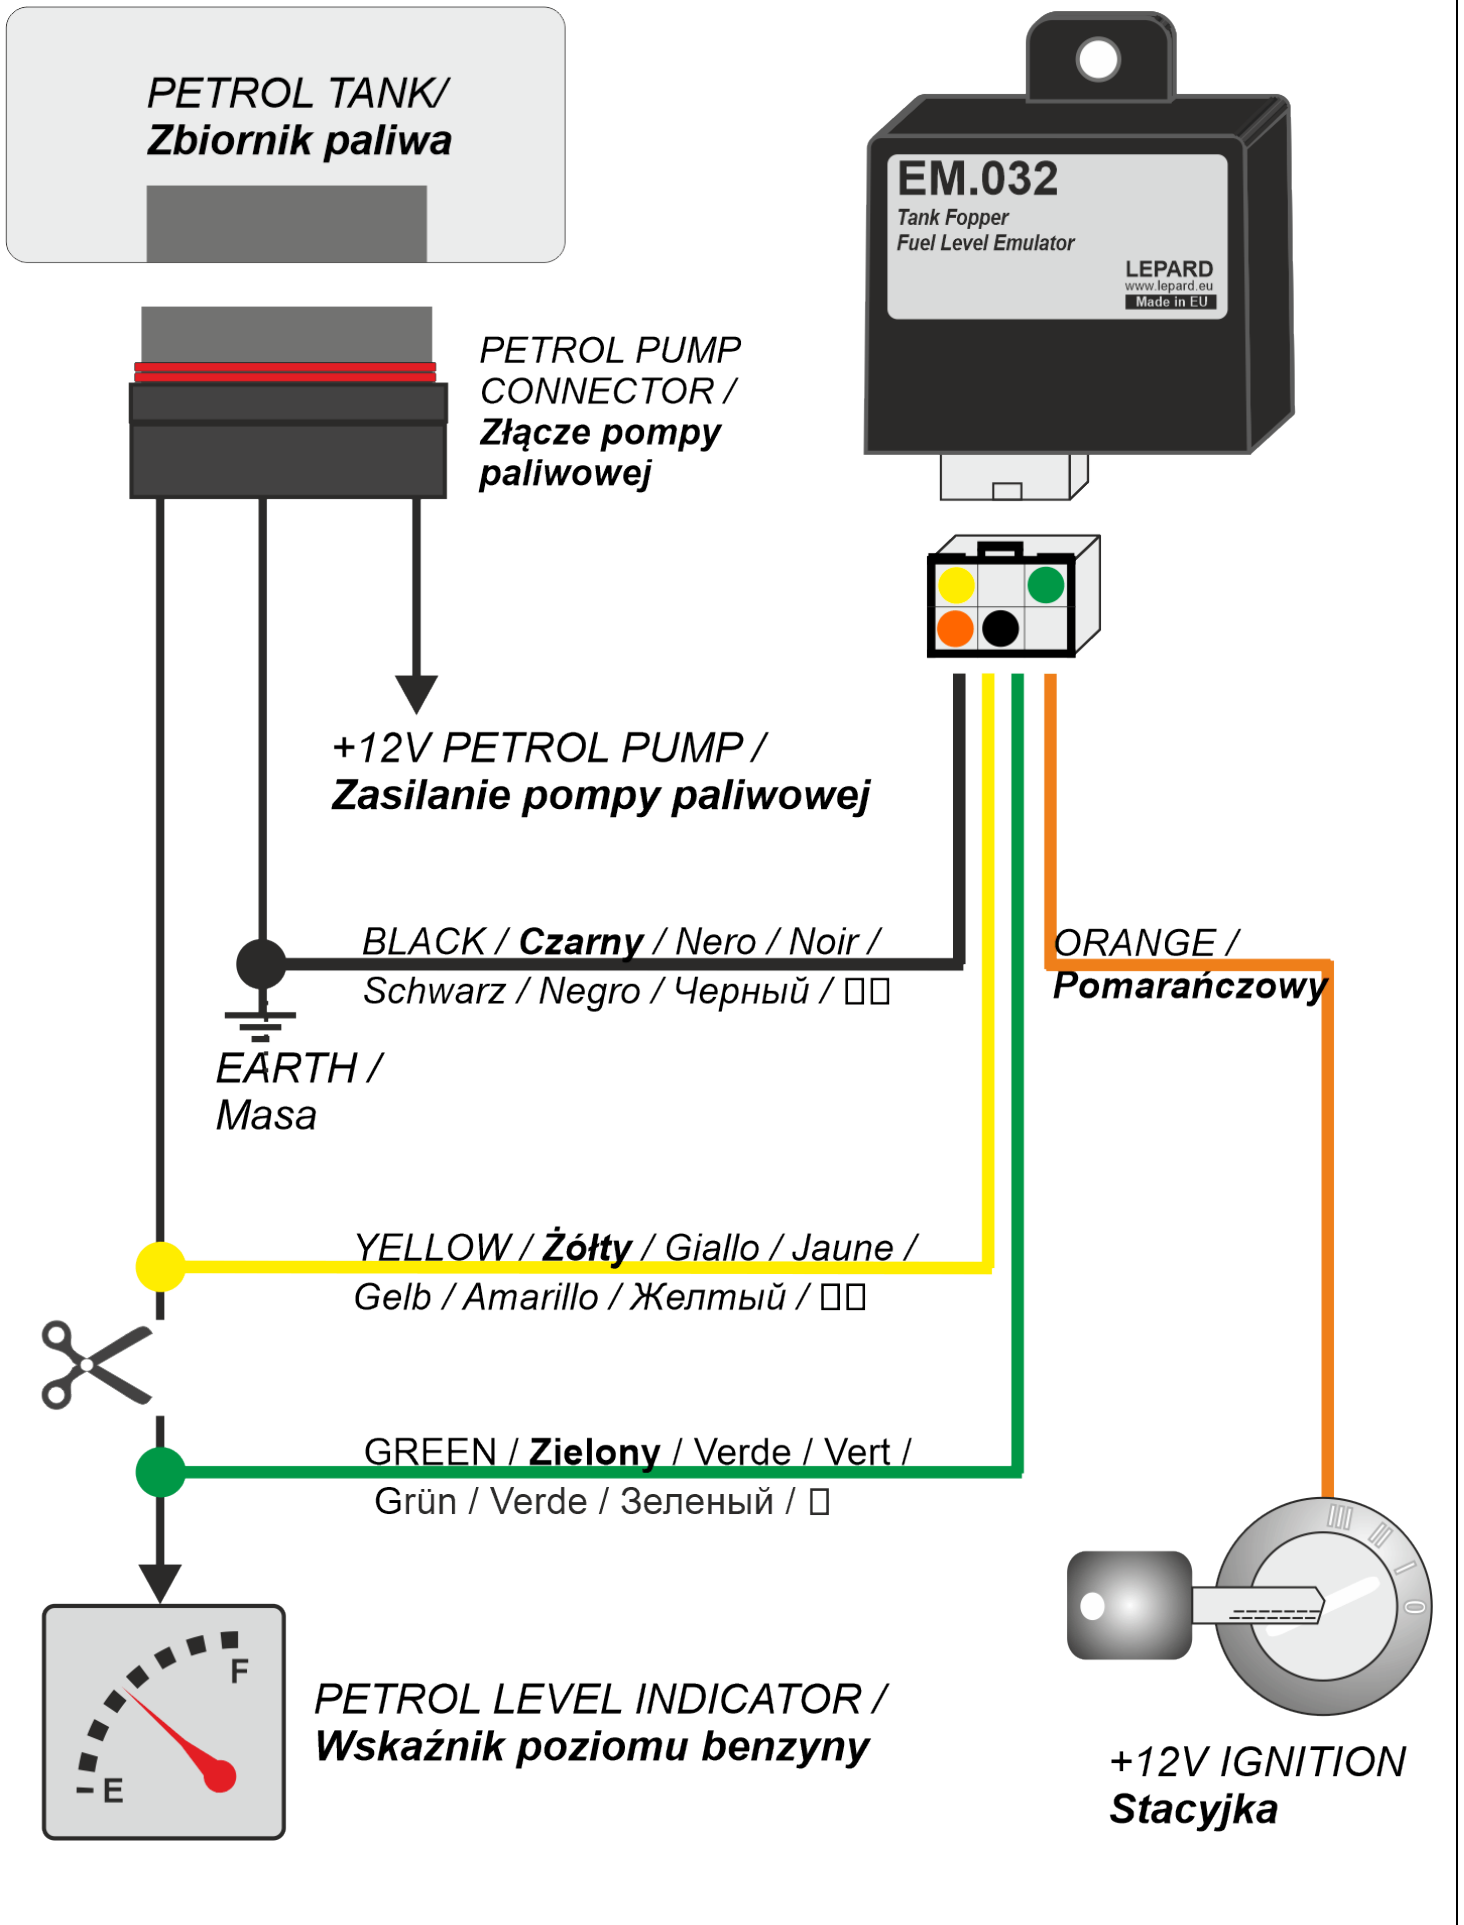 PETROL TANK/
Zbiornik paliwa
EM.032
Tank Fopper
Fuel Level Emulator
LEPARD
www.lepard.eu
Made in EU
PETROL PUMP
CONNECTOR /
Złącze pompy
paliwowej
+12V PETROL PUMP /
Zasilanie pompy paliwowej
BLACK / Czarny / Nero / Noir /
Schwarz / Negro / Черный / □□
ORANGE /
Pomarańczowy
EARTH /
Masa
YELLOW / Żółty / Giallo / Jaune /
Gelb / Amarillo / Желтый / □□
GREEN / Zielony / Verde / Vert /
Grün / Verde / Зеленый / □
III
II
I
0
F
E
PETROL LEVEL INDICATOR /
Wskaźnik poziomu benzyny
+12V IGNITION
Stacyjka